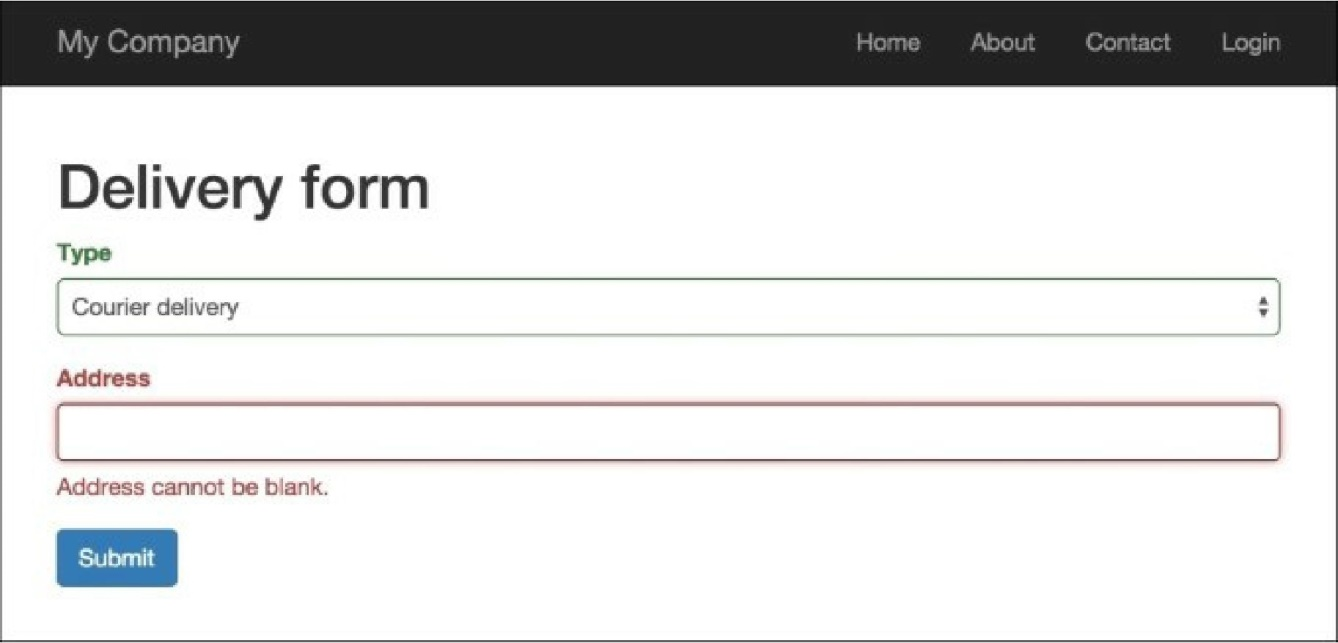 My Company Home About Contact Login
Delivery form
Type
Courier delivery
Address
Address cannot be blank.
Submit